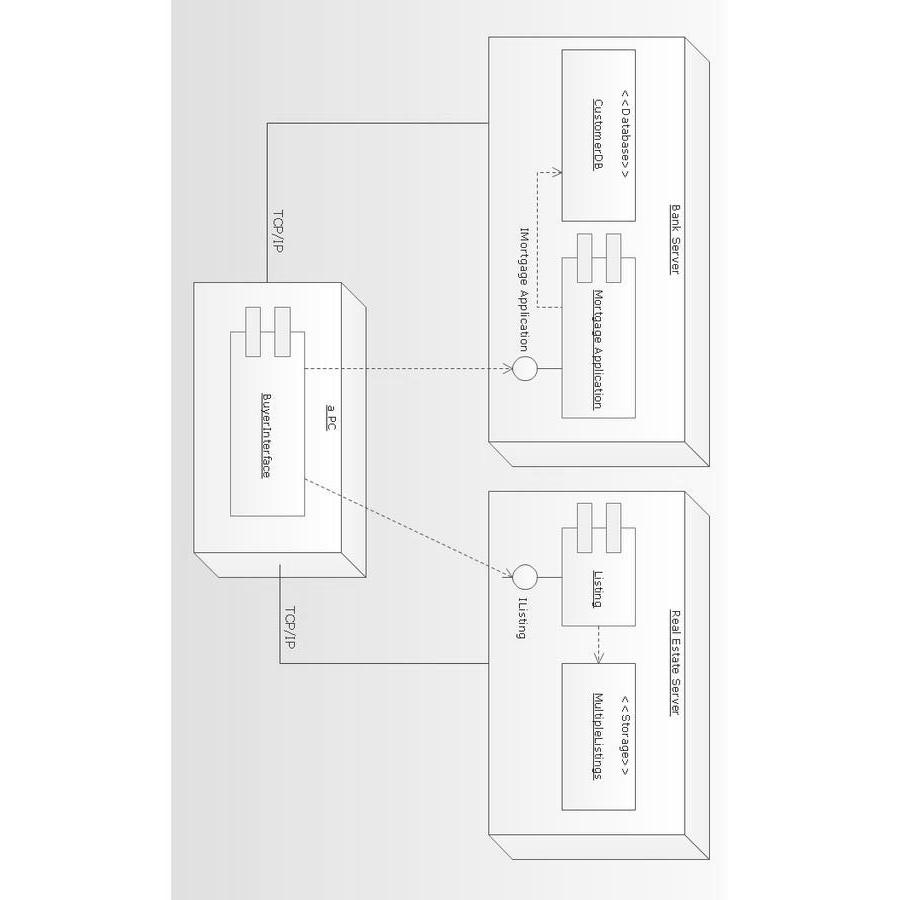 Bank Server
<<Database>>
CustomerDB
Mortgage Application
IMortgage Application
Real Estate Server
Listing
<<Storage>>
MultipleListings
IListing
TCP/IP
TCP/IP
a PC
BuyerInterface